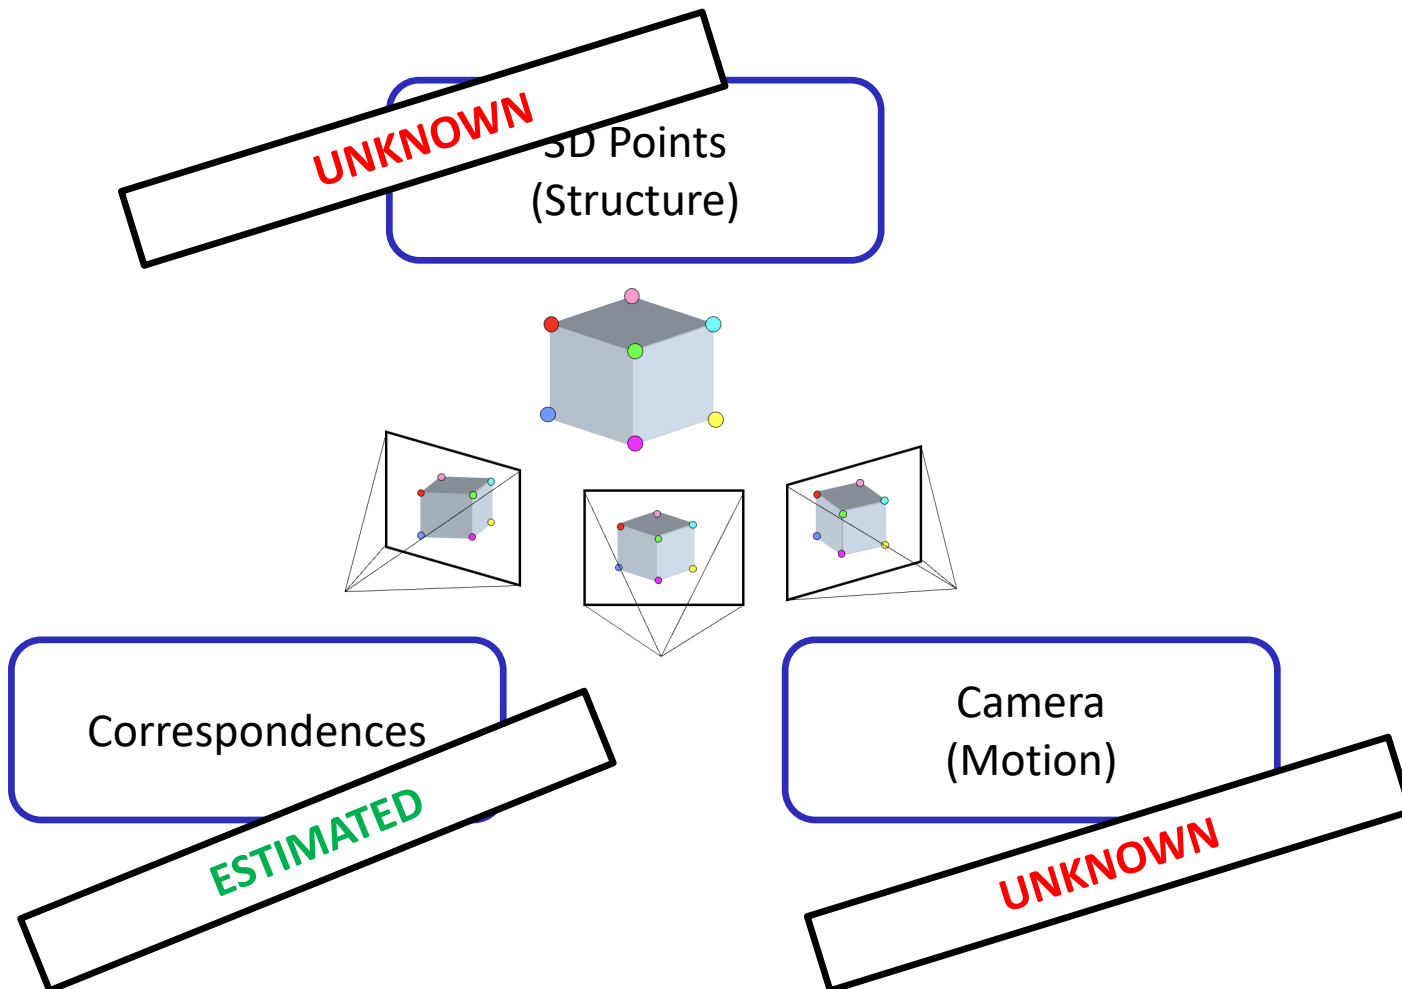 UNKNOWN
3D Points
(Structure)
Correspondences
ESTIMATED
Camera
(Motion)
UNKNOWN